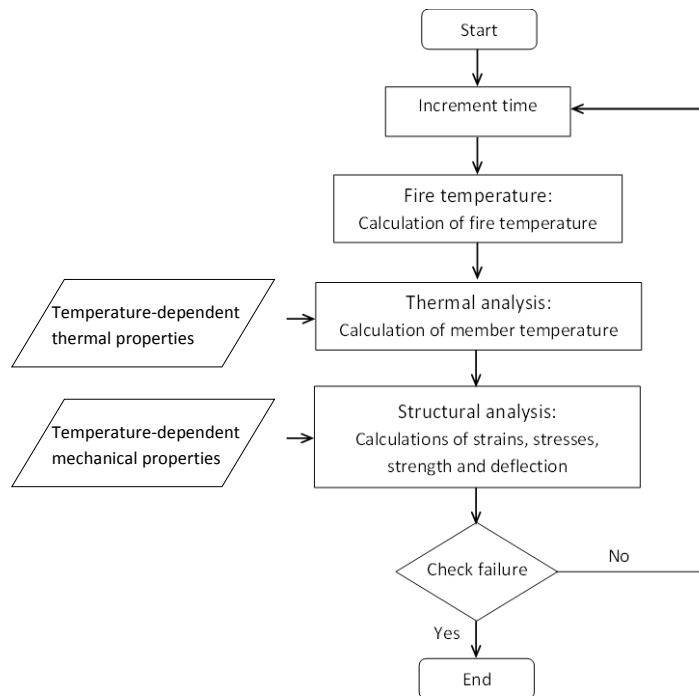 Start
Increment time
Fire temperature:
Calculation of fire temperature
Temperature-dependent
thermal properties
Thermal analysis:
Calculation of member temperature
Temperature-dependent
mechanical properties
Structural analysis:
Calculations of strains, stresses,
strength and deflection
Check failure
No
Yes
End